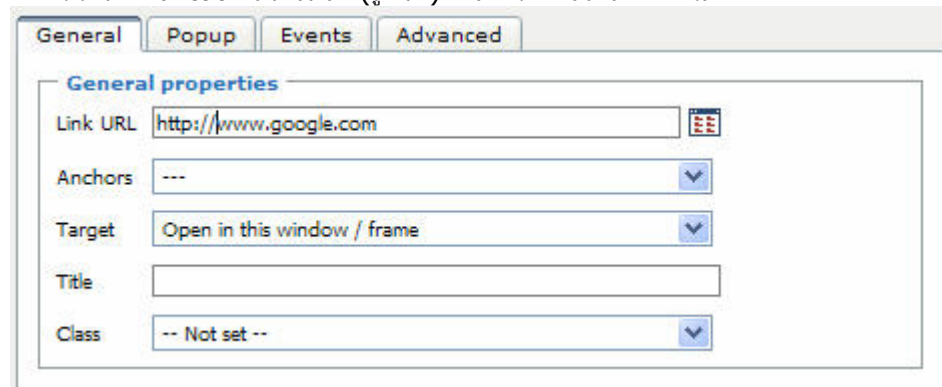 General Popup Events Advanced
General properties
Link URL http://www.google.com
Anchors ---
Target Open in this window / frame
Title
Class -- Not set --